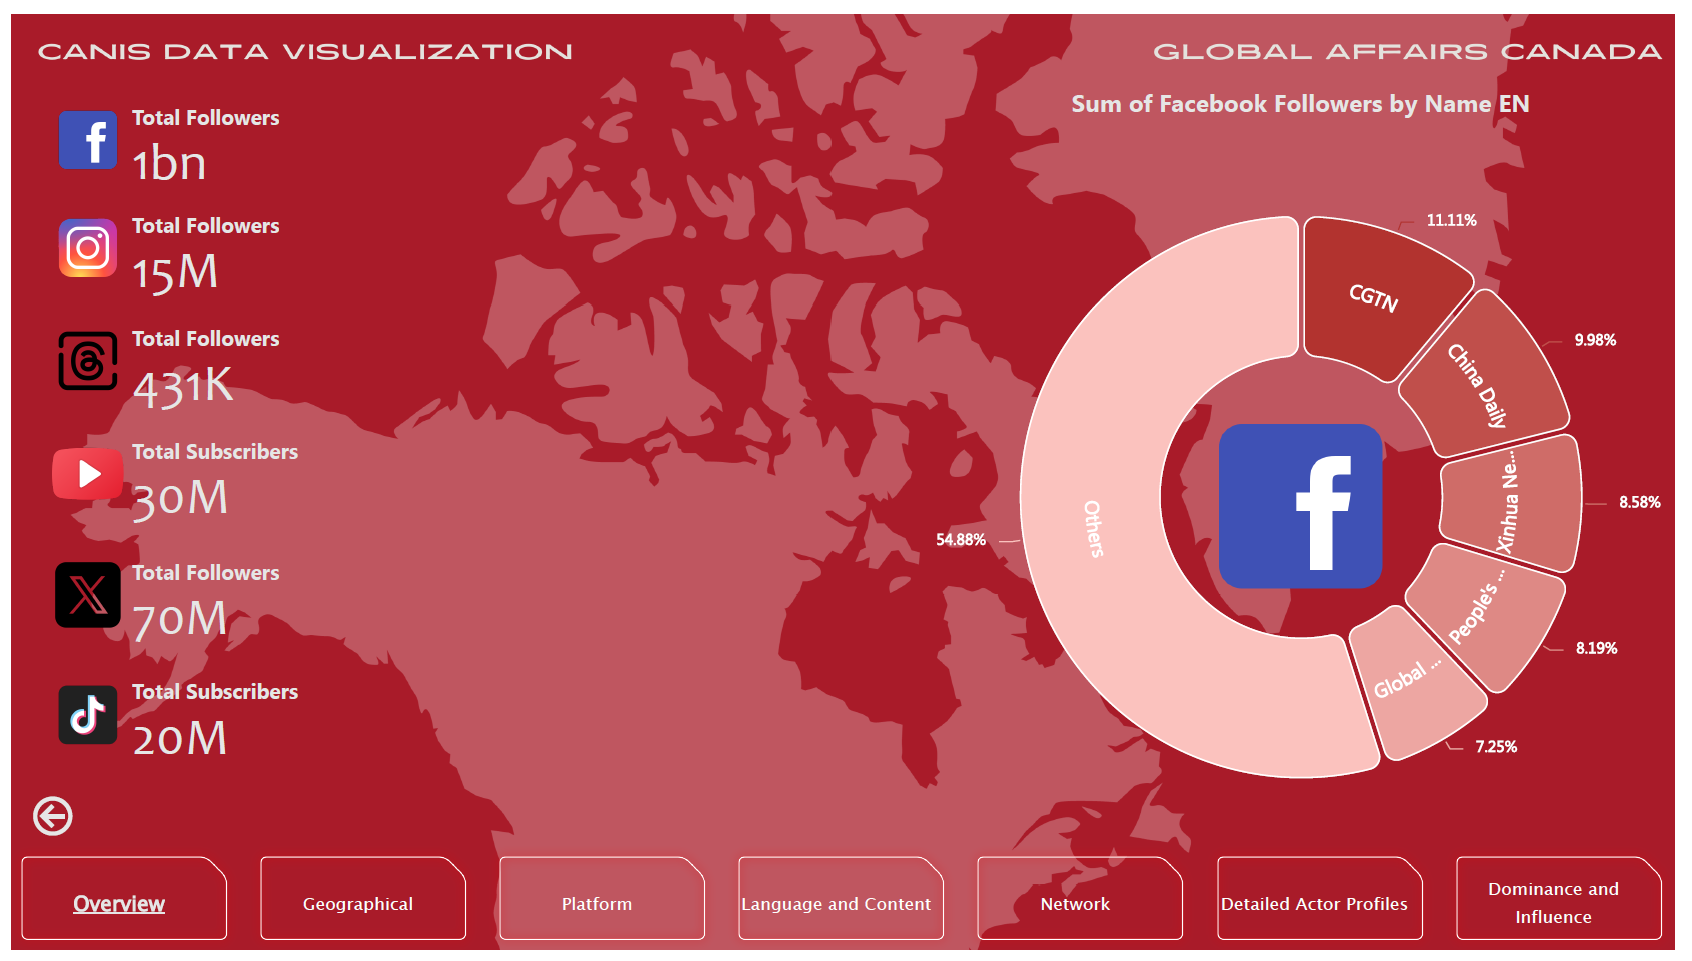 CANIS DATA VISUALIZATION
GLOBAL AFFAIRS CANADA
Total Followers
1bn
Total Followers
15M
Total Followers
431K
Total Subscribers
30M
Total Followers
70M
Total Subscribers
20M
Sum of Facebook Followers by Name EN
11.11%
CGTN
9.98%
China Daily
8.58%
Xinhua Ne...
8.19%
People's ...
7.25%
Global ...
54.88%
Others
Overview
Geographical
Platform
Language and Content
Network
Detailed Actor Profiles
Dominance and
Influence